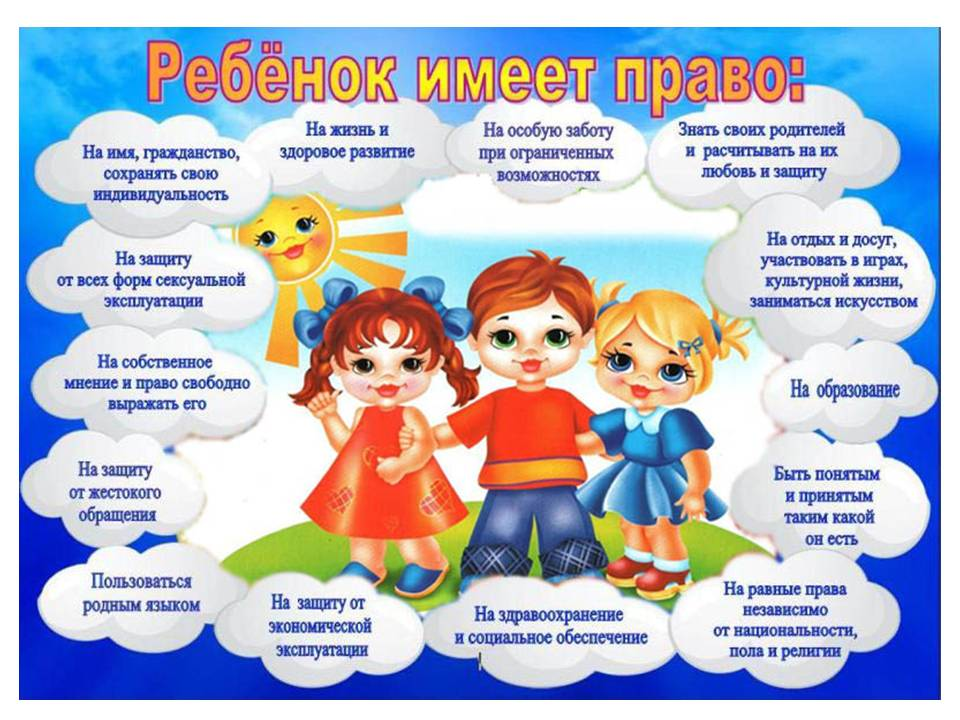 Ребёнок имеет право:
На имя, гражданство,
сохранять свою
индивидуальность
На жизнь и
здоровое развитие
На особую заботу
при ограниченных
возможностях
Знать своих родителей
и расчитывать на их
любовь и защиту
На защиту
от всех форм сексуальной
эксплуатации
На отдых и досуг,
участвовать в играх,
культурной жизни,
заниматься искусством
На собственное
мнение и право свободно
выражать его
На образование
На защиту
от жестокого
обращения
Быть понятым
и принятым
таким какой
он есть
Пользоваться
родным языком
На защиту от
экономической
эксплуатации
На здравоохранение
и социальное обеспечение
На равные права
независимо
от национальности,
пола и религии